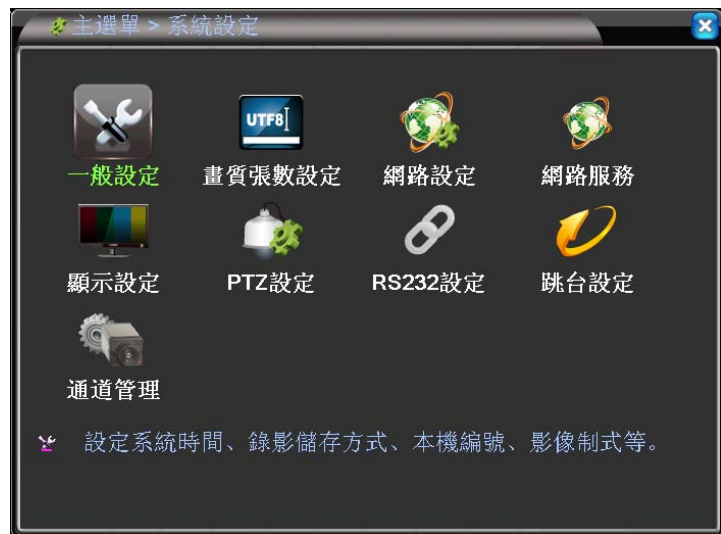 主選單 > 系統設定
一般設定 畫質張數設定 網路設定 網路服務
UTF8
顯示設定 PTZ設定 RS232設定 跳台設定
通道管理
設定系統時間、錄影儲存方式、本機編號、影像制式等。